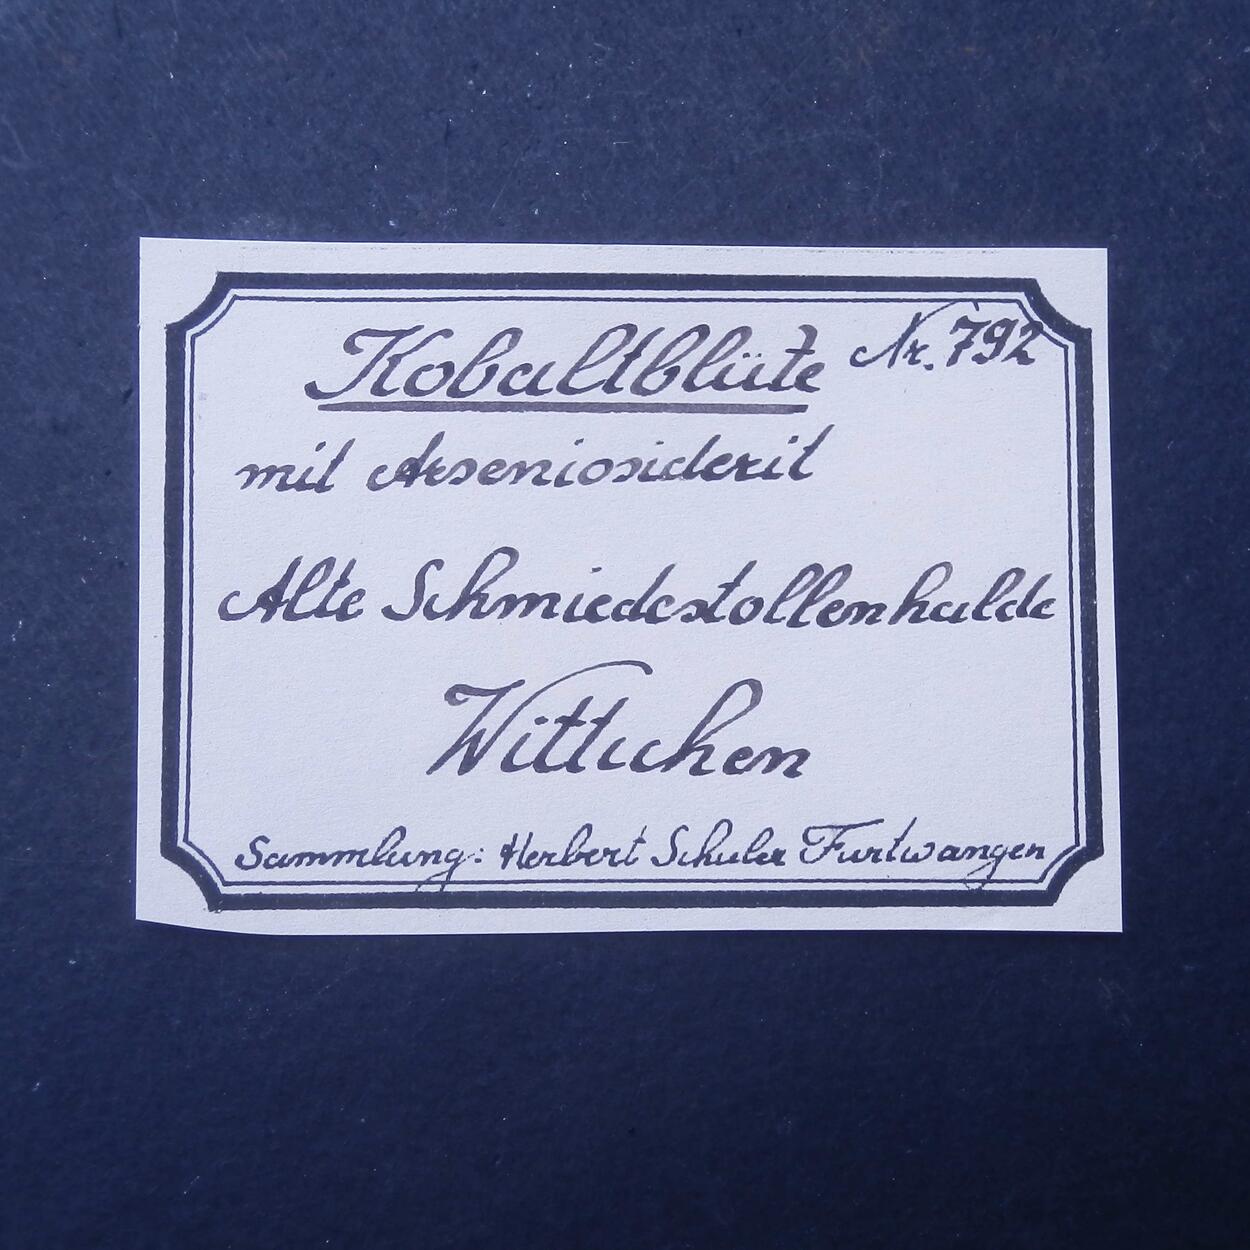 Kobaltblüte Nr. 792
mit Arseniosiderit
Alte Schmiedestollenhalde
Wittichen
Sammlung: Herbert Schuler Furtwangen